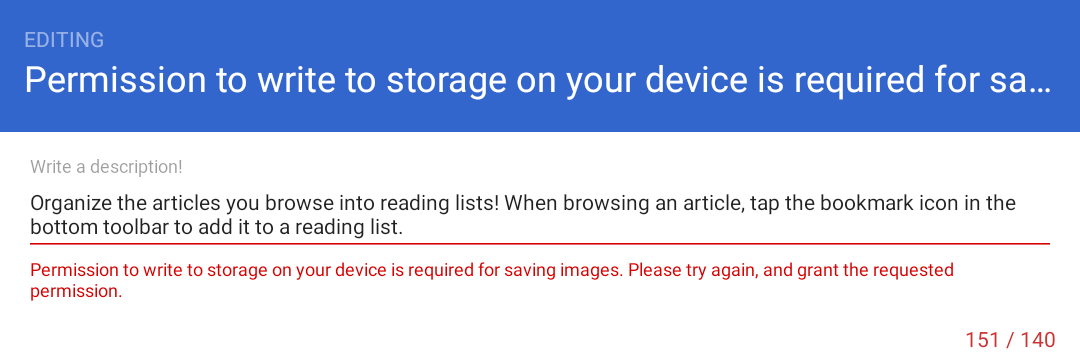 EDITING
Permission to write to storage on your device is required for sa...
Write a description!
Organize the articles you browse into reading lists! When browsing an article, tap the bookmark icon in the
bottom toolbar to add it to a reading list.
Permission to write to storage on your device is required for saving images. Please try again, and grant the requested
permission.
151 / 140